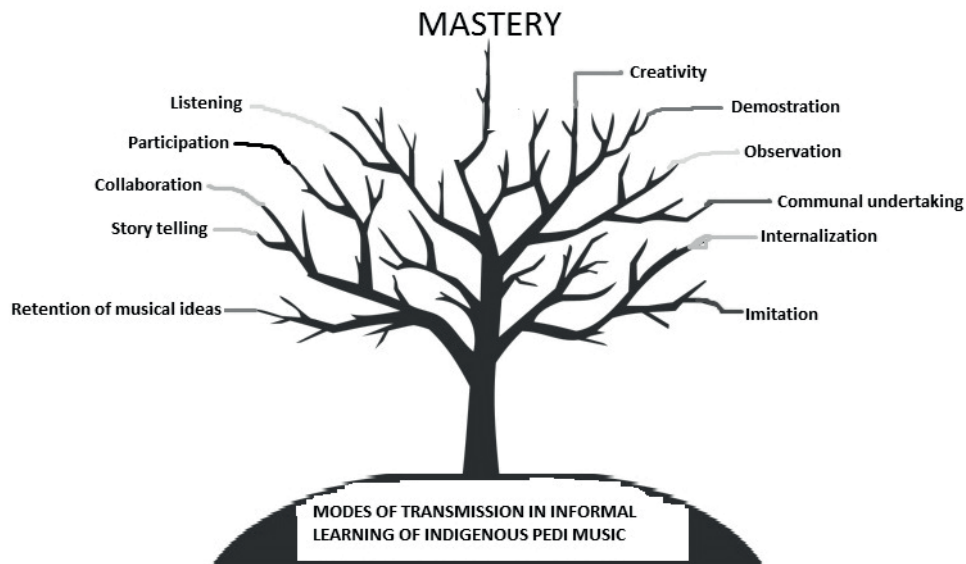 MASTERY
Creativity
Listening
Demostration
Participation
Observation
Collaboration
Communal undertaking
Story telling
Internalization
Retention of musical ideas
Imitation
MODES OF TRANSMISSION IN INFORMAL
LEARNING OF INDIGENOUS PEDI MUSIC